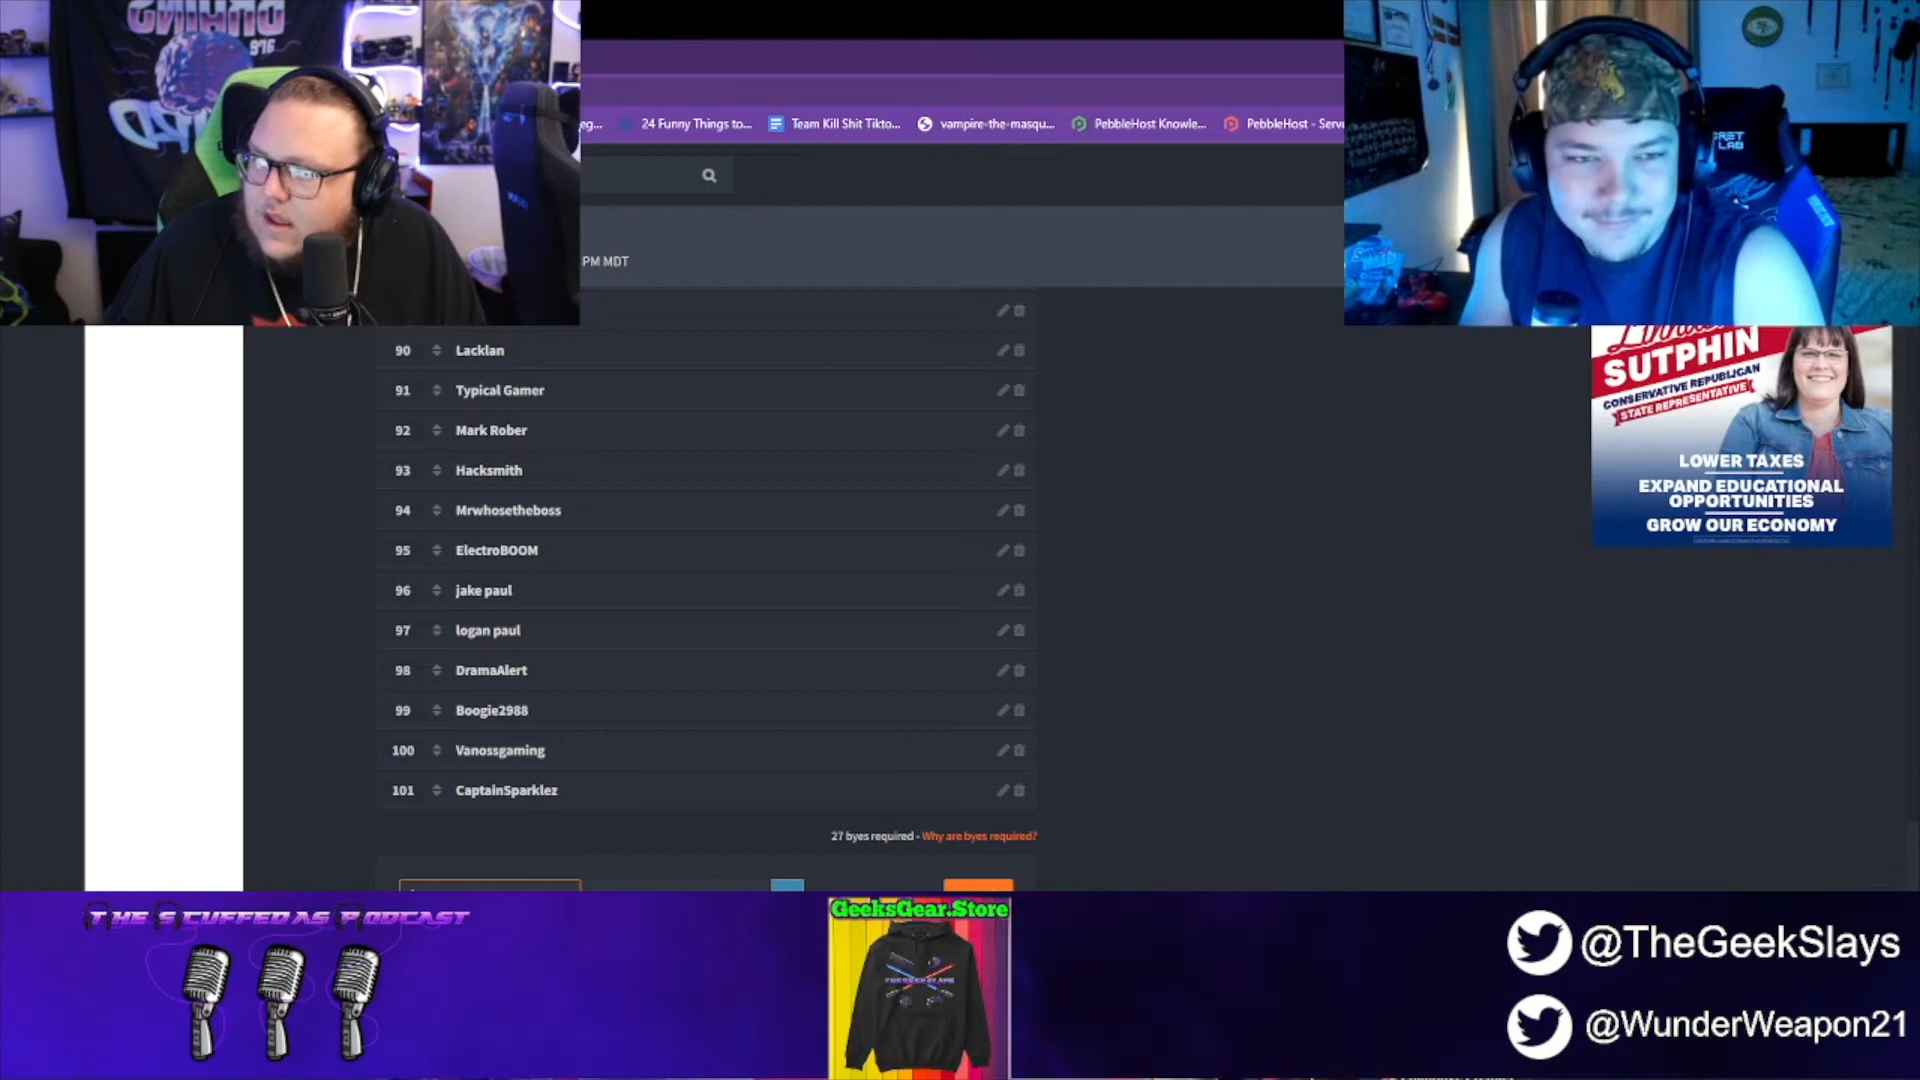 916
eg...
24 Funny Things to...
Team Kill Shit Tikto...
vampire-the-masqu...
PebbleHost Knowle...
PebbleHost - Serv
PM MDT
90 Lacklan
91 Typical Gamer
92 Mark Rober
93 Hacksmith
94 Mrwhosetheboss
95 ElectroBOOM
96 jake paul
97 logan paul
98 DramaAlert
99 Boogie2988
100 Vanossgaming
101 CaptainSparklez
27 byes required - Why are byes required?
SUTPHIN
CONSERVATIVE REPUBLICAN
STATE REPRESENTATIVE
LOWER TAXES
EXPAND EDUCATIONAL
OPPORTUNITIES
GROW OUR ECONOMY
THE SCUFFED AS PODCAST
GeeksGear.Store
THEGEEKSLAYS
@TheGeekSlays
@WunderWeapon21